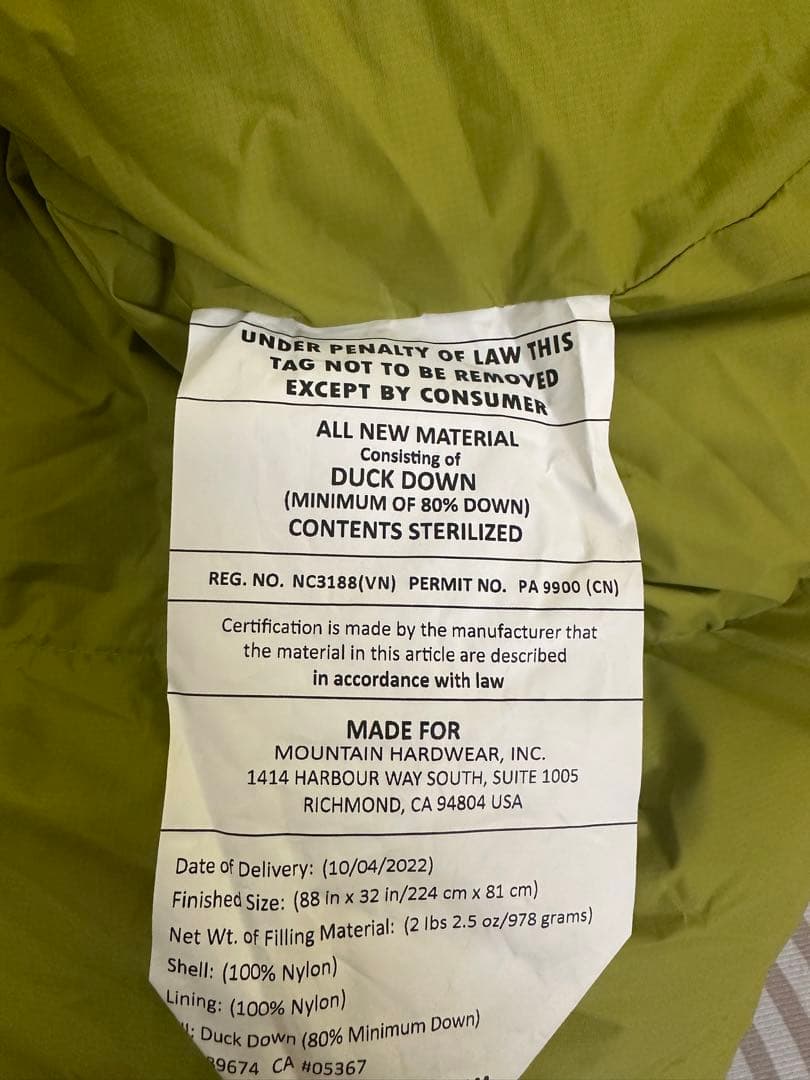 UNDER PENALTY OF LAW THIS
TAG NOT TO BE REMOVED
EXCEPT BY CONSUMER
ALL NEW MATERIAL
Consisting of
DUCK DOWN
(MINIMUM OF 80% DOWN)
CONTENTS STERILIZED
REG. NO. NC3188(VN) PERMIT NO. PA 9900 (CN)
Certification is made by the manufacturer that
the material in this article are described
in accordance with law
MADE FOR
MOUNTAIN HARDWEAR, INC.
1414 HARBOUR WAY SOUTH, SUITE 1005
RICHMOND, CA 94804 USA
Date of Delivery: (10/04/2022)
Finished Size: (88 in x 32 in/224 cm x 81 cm)
Net Wt. of Filling Material: (2 lbs 2.5 oz/978 grams)
Shell: (100% Nylon)
Lining: (100% Nylon)
Duck Down (80% Minimum Down)
CA #05367